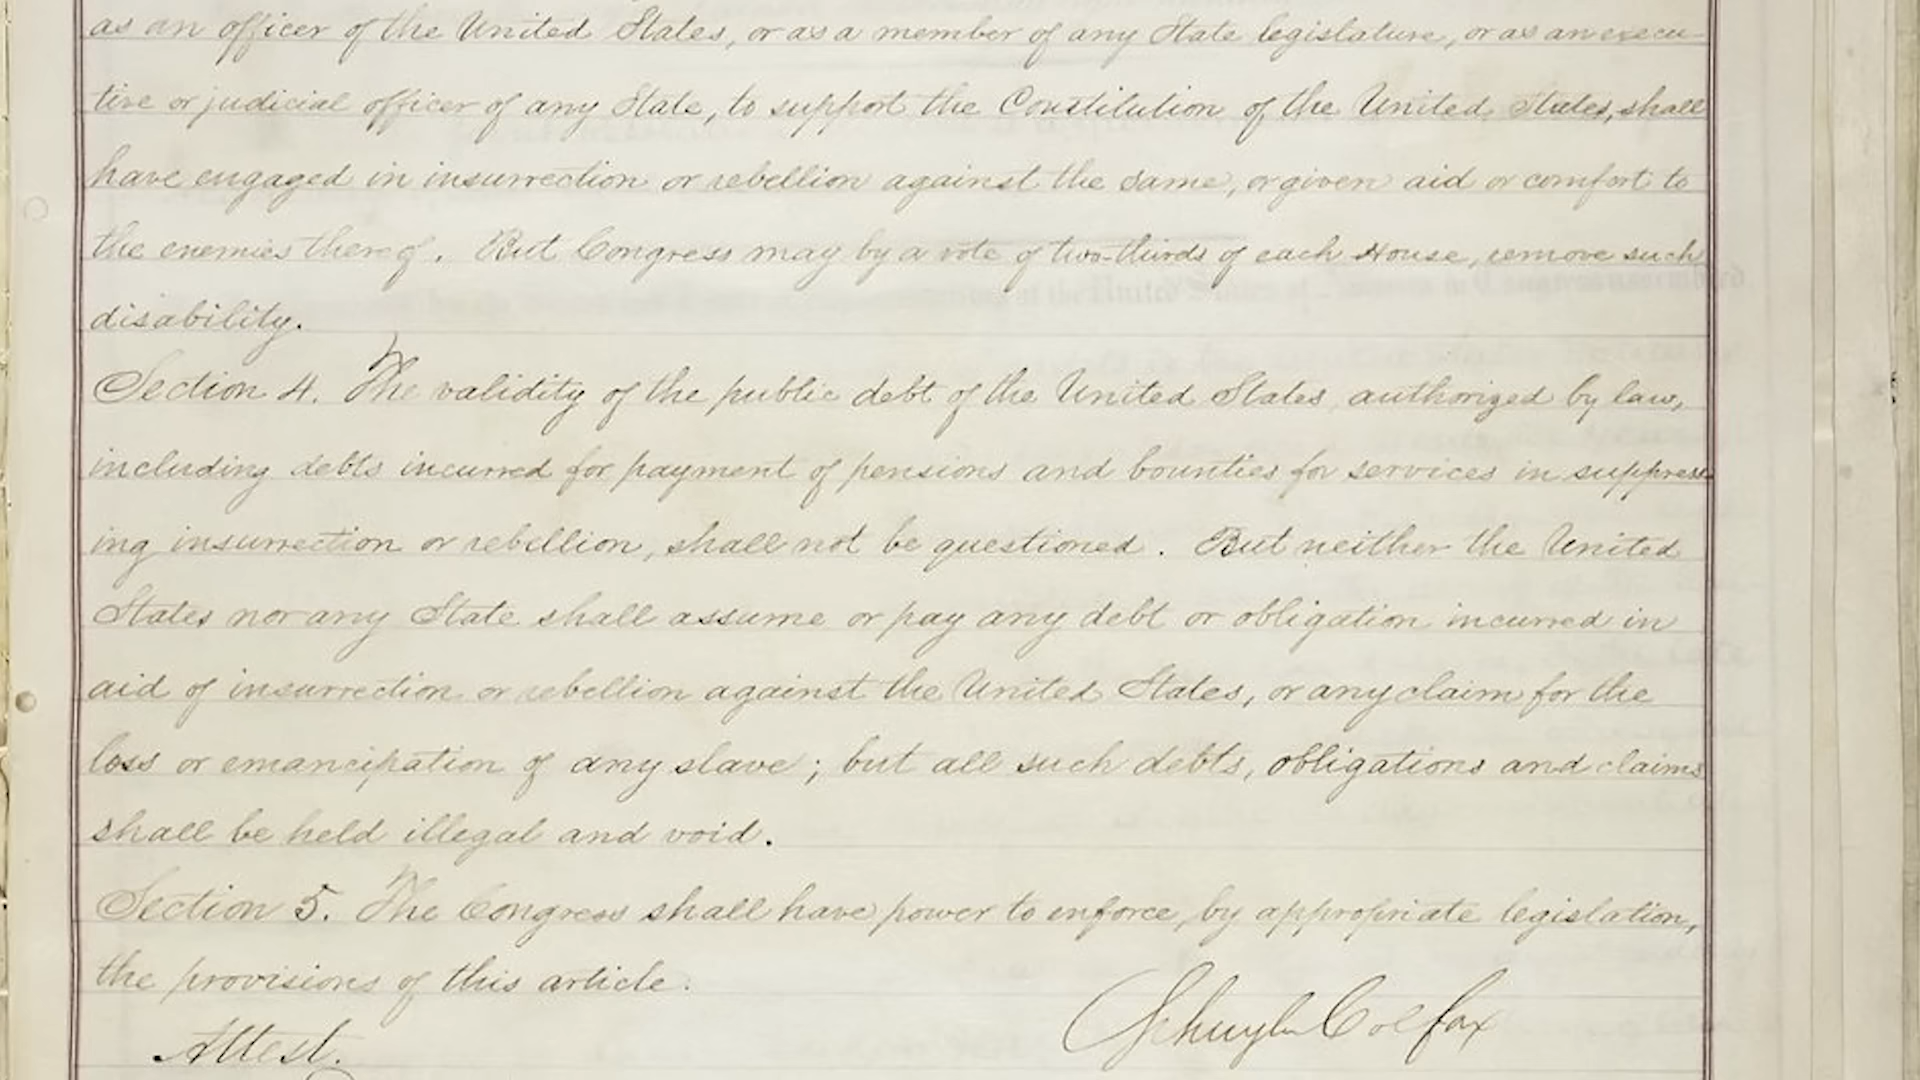 as an officer of the United States, or as a member of any State legislature, or as an execu-
tive or judicial officer of any State, to support the Constitution of the United States, shall
have engaged in insurrection or rebellion against the same, or given aid or comfort to
the enemies thereof. But Congress may by a vote of two-thirds of each House, remove such
disability.
Section 4. The validity of the public debt of the United States, authorized by law,
including debts incurred for payment of pensions and bounties for services in suppress-
ing insurrection or rebellion, shall not be questioned. But neither the United
States nor any State shall assume or pay any debt or obligation incurred in
aid of insurrection or rebellion against the United States, or any claim for the
loss or emancipation of any slave; but all such debts, obligations and claims
shall be held illegal and void.
Section 5. The Congress shall have power to enforce, by appropriate legislation,
the provisions of this article.
Schuyler Colfax
Attest.